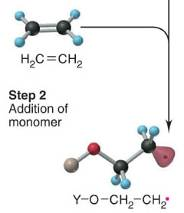 H₂C=CH₂
Step 2
Addition of
monomer
Y–O–CH₂–CH₂•